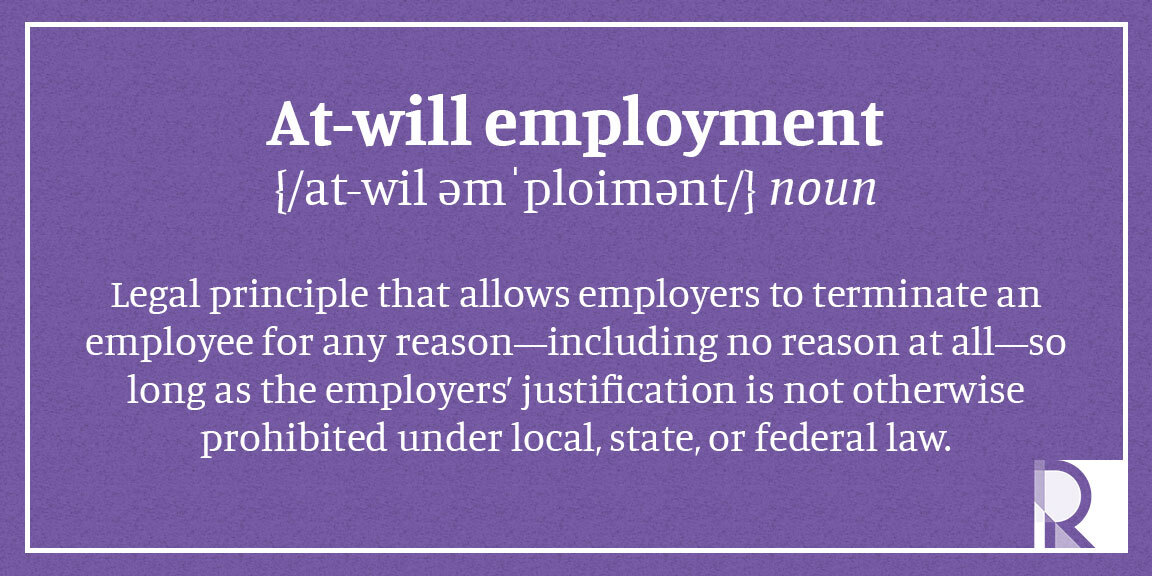 At-will employment
{/at-wil əmˈploimənt/} noun
Legal principle that allows employers to terminate an
employee for any reason—including no reason at all—so
long as the employers’ justification is not otherwise
prohibited under local, state, or federal law.
R